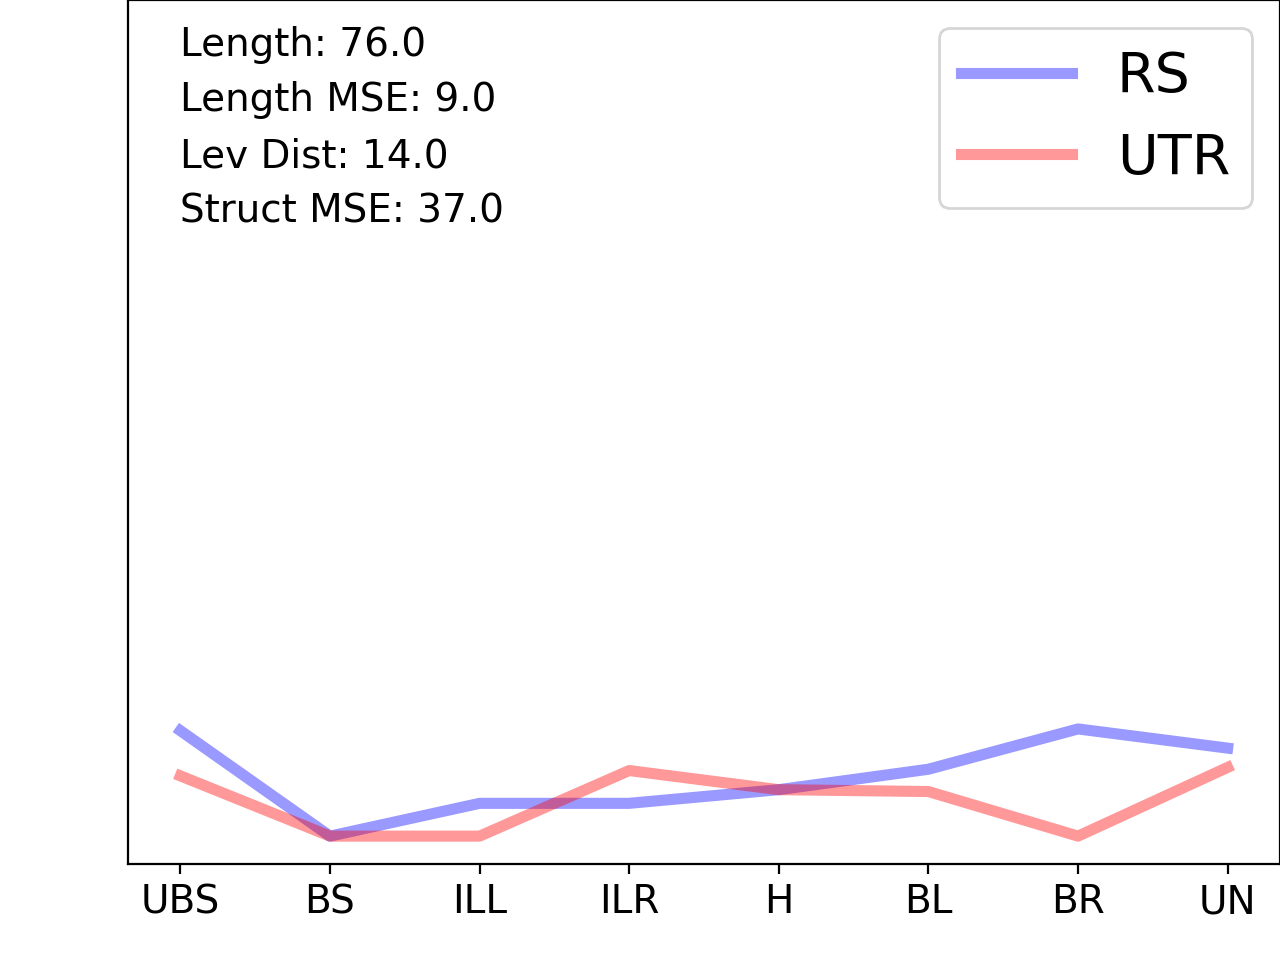 Length: 76.0
Length MSE: 9.0
Lev Dist: 14.0
Struct MSE: 37.0
RS
UTR
UBS BS ILL ILR H BL BR UN